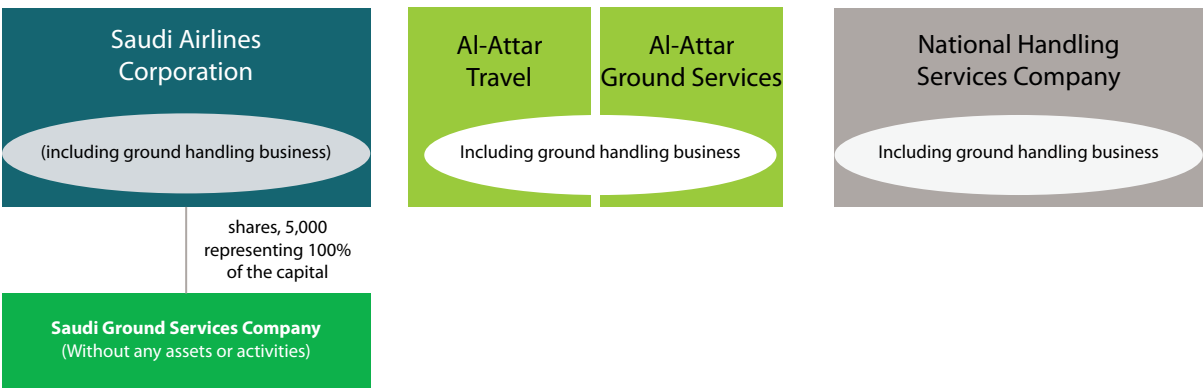 Saudi Airlines
Corporation
(including ground handling business)
Al-Attar
Travel
Al-Attar
Ground Services
Including ground handling business
National Handling
Services Company
Including ground handling business
shares, 5,000
representing 100%
of the capital
Saudi Ground Services Company
(Without any assets or activities)